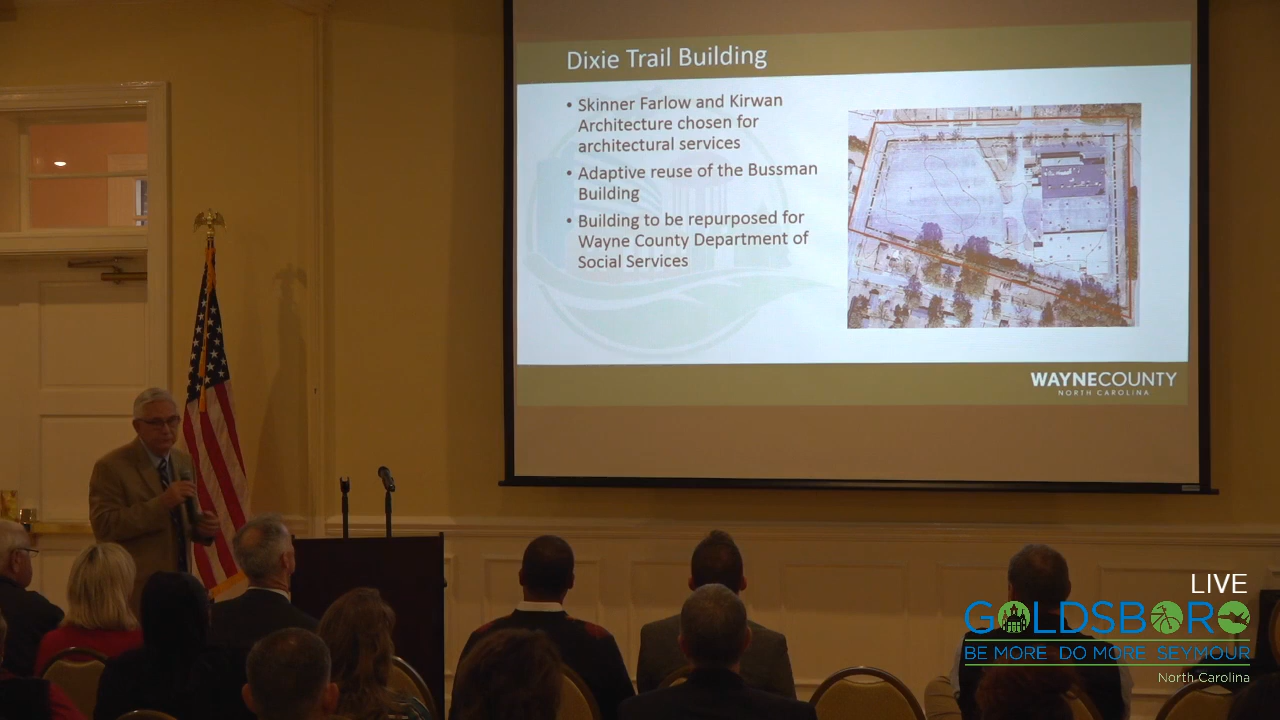 Dixie Trail Building
• Skinner Farlow and Kirwan
Architecture chosen for
architectural services
• Adaptive reuse of the Bussman
Building
• Building to be repurposed for
Wayne County Department of
Social Services
WAYNECOUNTY
NORTH CAROLINA
LIVE
GOLDSBORO
BE MORE DO MORE SEYMOUR
North Carolina